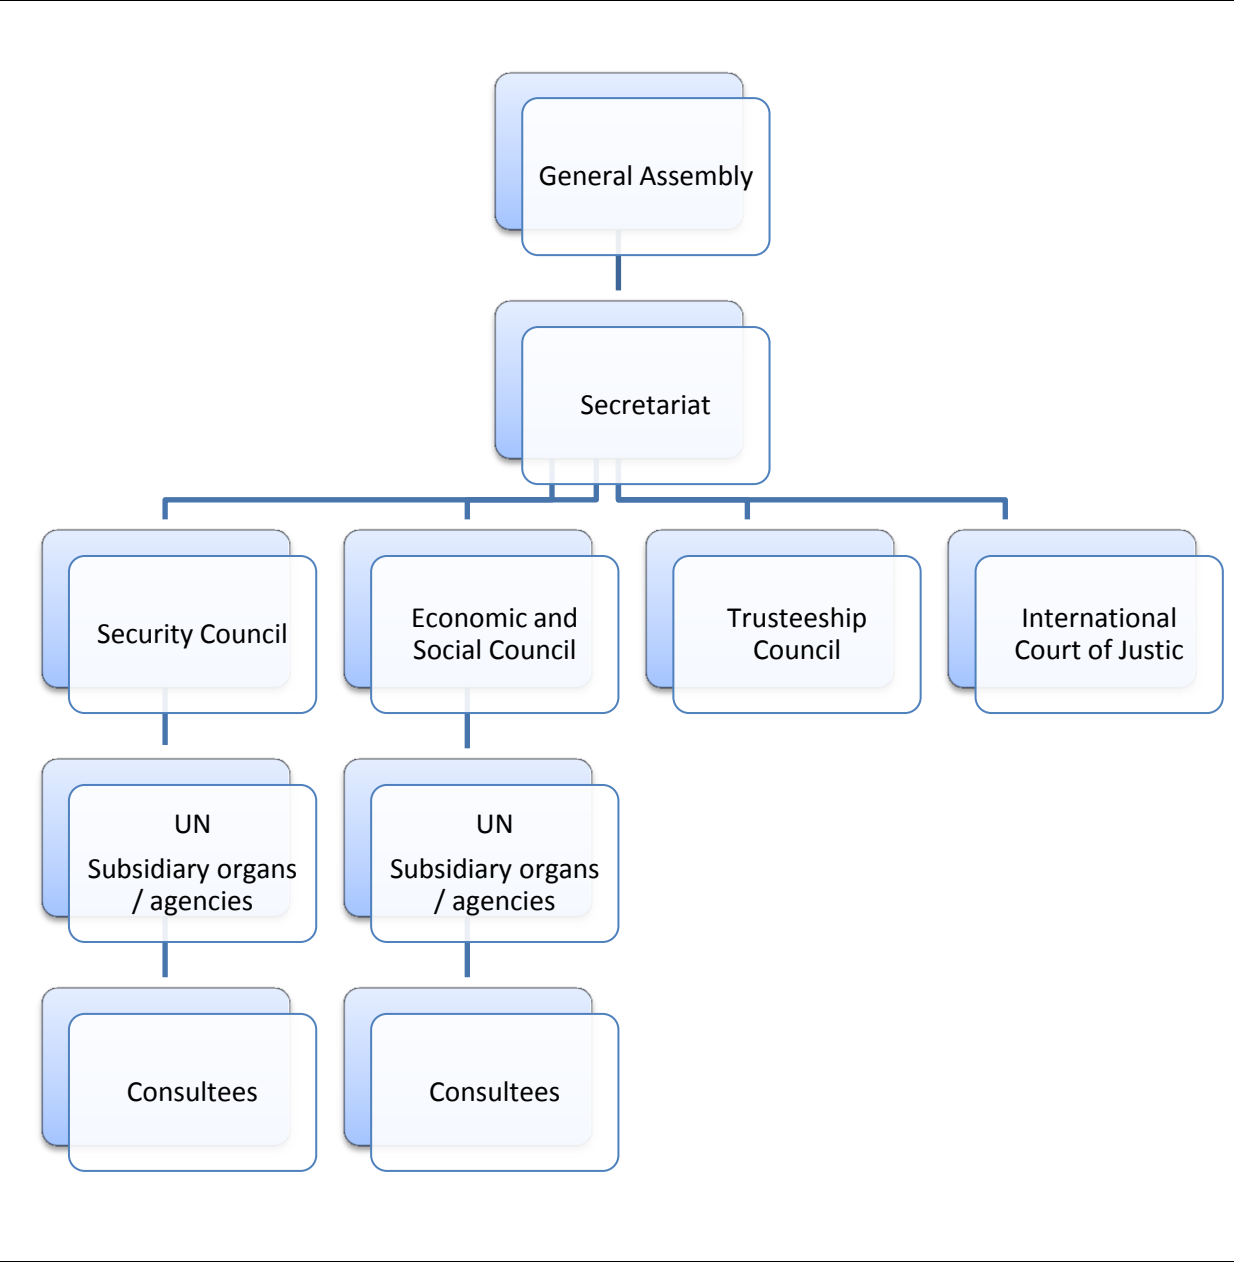 General Assembly
Secretariat
Security Council
Economic and
Social Council
Trusteeship
Council
International
Court of Justic
UN
Subsidiary organs
/ agencies
UN
Subsidiary organs
/ agencies
Consultees
Consultees